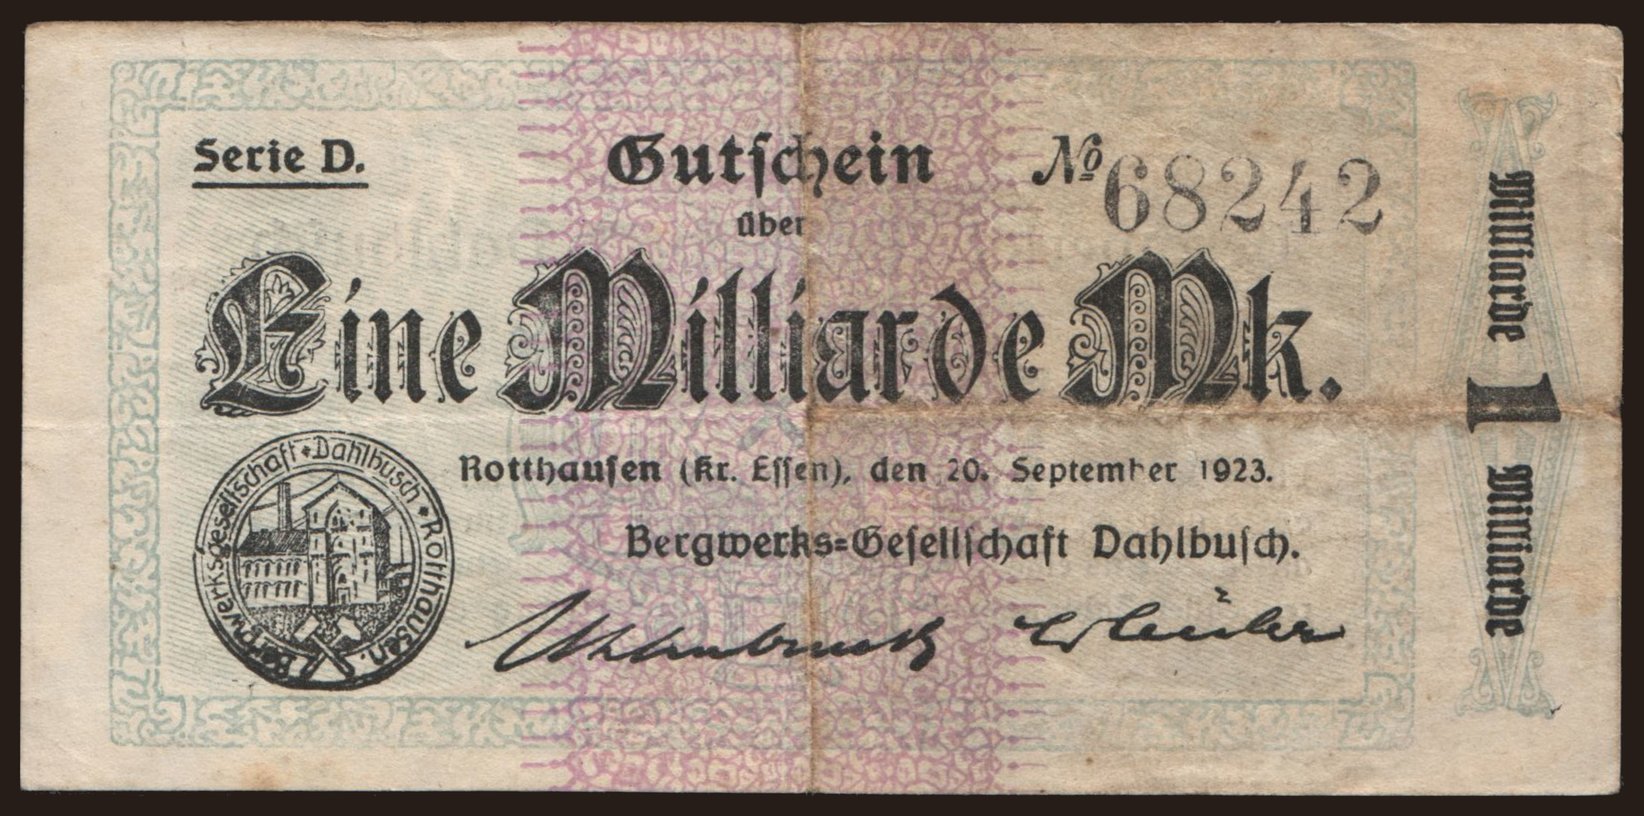 Serie D.
Gutschein
№ 68242
über
Eine Milliarde Mk.
Rotthausen (Kr. Essen), den 20. September 1923.
Bergwerks=Gesellschaft Dahlbusch.
Bergwerksgesellschaft · Dahlbusch · Rotthausen.
Milliarde 1 Milliarde